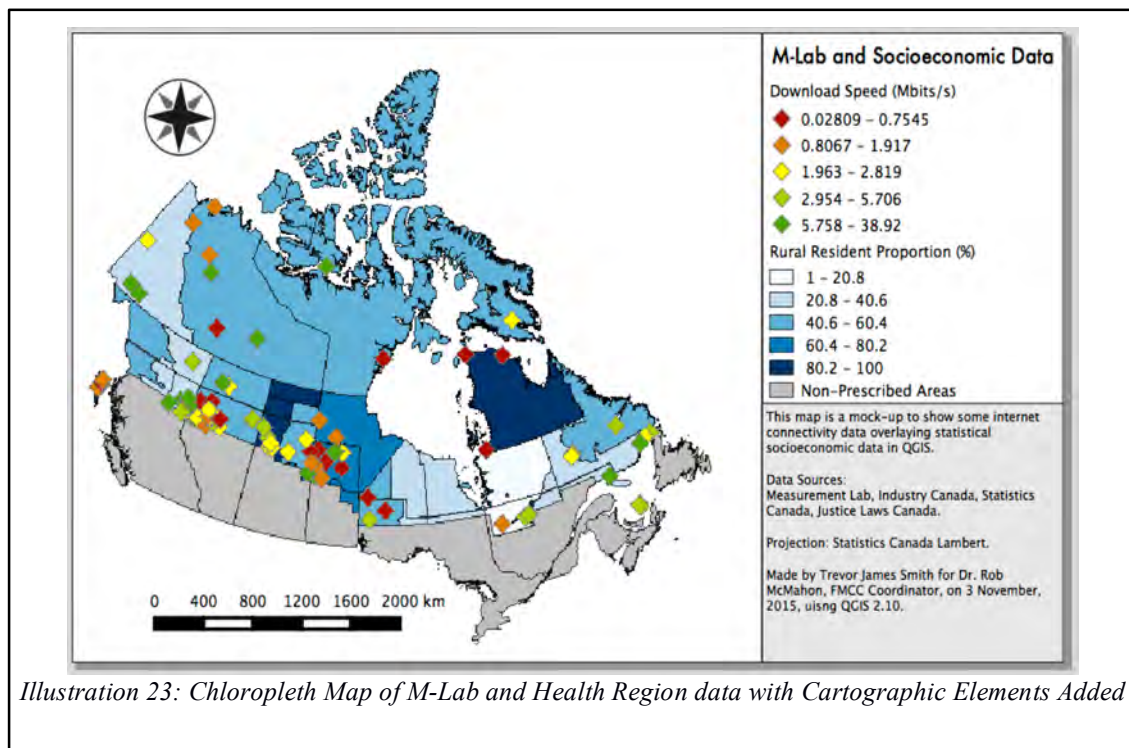 M-Lab and Socioeconomic Data
Download Speed (Mbits/s)
0.02809 - 0.7545
0.8067 - 1.917
1.963 - 2.819
2.954 - 5.706
5.758 - 38.92
Rural Resident Proportion (%)
1 - 20.8
20.8 - 40.6
40.6 - 60.4
60.4 - 80.2
80.2 - 100
Non-Prescribed Areas
This map is a mock-up to show some internet
connectivity data overlaying statistical
socioeconomic data in QGIS.
Data Sources:
Measurement Lab, Industry Canada, Statistics
Canada, Justice Laws Canada.
Projection: Statistics Canada Lambert.
Made by Trevor James Smith for Dr. Rob
McMahon, FMCC Coordinator, on 3 November,
2015, uisng QGIS 2.10.
0 400 800 1200 1600 2000 km
Illustration 23: Chloropleth Map of M-Lab and Health Region data with Cartographic Elements Added